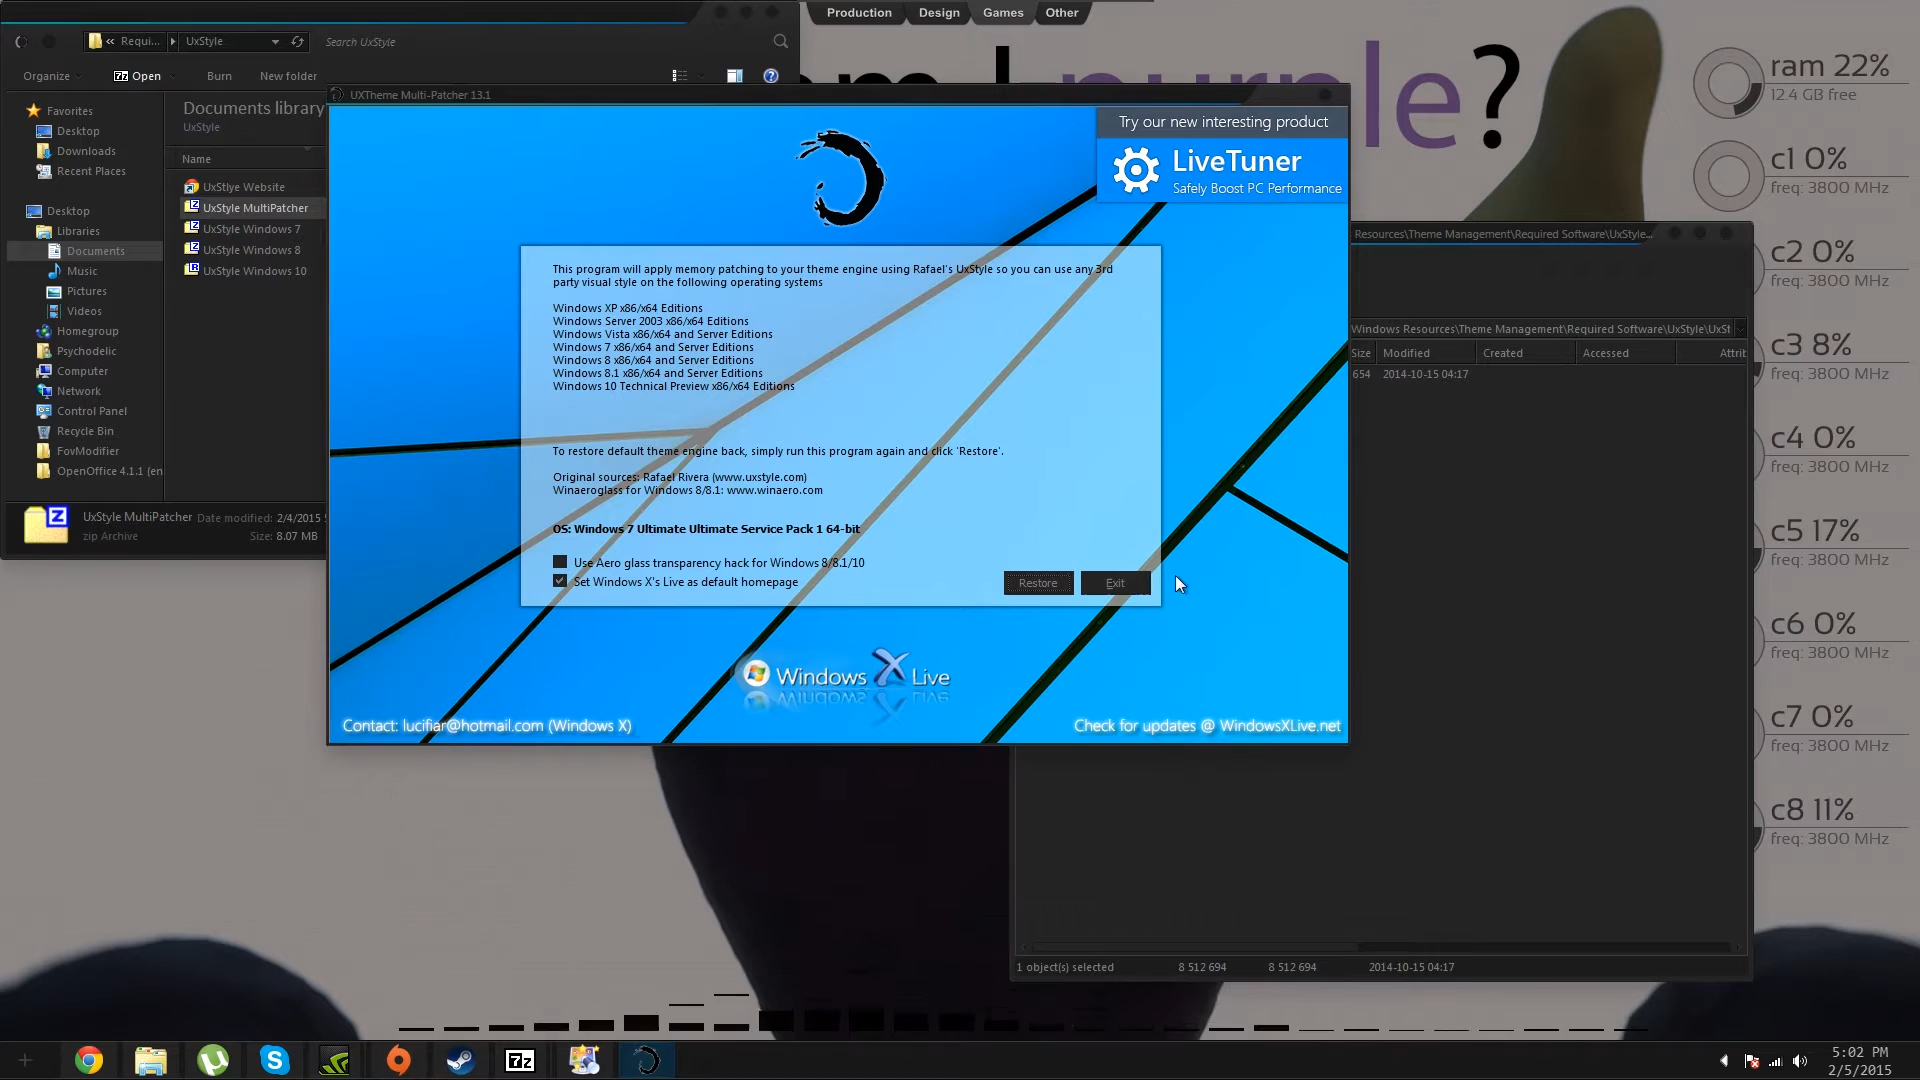 Production
Design
Games
Other
Requi...
UxStyle
Search UxStyle
Organize
Open
Burn
New folder
purple?
ram 22%
12.4 GB free
c1 0%
freq: 3800 MHz
c2 0%
freq: 3800 MHz
c3 8%
freq: 3800 MHz
c4 0%
freq: 3800 MHz
c5 17%
freq: 3800 MHz
c6 0%
freq: 3800 MHz
c7 0%
freq: 3800 MHz
c8 11%
freq: 3800 MHz
Favorites
Desktop
Downloads
Recent Places
Desktop
Libraries
Documents
Music
Pictures
Videos
Homegroup
Psychodelic
Computer
Network
Control Panel
Recycle Bin
FovModifier
OpenOffice 4.1.1 (en
Documents library
UxStyle
Name
UxStlye Website
UxStyle MultiPatcher
UxStyle Windows 7
UxStyle Windows 8
UxStyle Windows 10
UxStyle MultiPatcher Date modified: 2/4/2015
zip Archive Size: 8.07 MB
UXTheme Multi-Patcher 13.1
Try our new interesting product
LiveTuner
Safely Boost PC Performance
This program will apply memory patching to your theme engine using Rafael's UxStyle so you can use any 3rd
party visual style on the following operating systems
Windows XP x86/x64 Editions
Windows Server 2003 x86/x64 Editions
Windows Vista x86/x64 and Server Editions
Windows 7 x86/x64 and Server Editions
Windows 8 x86/x64 and Server Editions
Windows 8.1 x86/x64 and Server Editions
Windows 10 Technical Preview x86/x64 Editions
To restore default theme engine back, simply run this program again and click 'Restore'.
Original sources: Rafael Rivera (www.uxstyle.com)
Winaeroglass for Windows 8/8.1: www.winaero.com
OS: Windows 7 Ultimate Ultimate Service Pack 1 64-bit
Use Aero glass transparency hack for Windows 8/8.1/10
Set Windows X's Live as default homepage
Restore
Exit
Windows X Live
Contact: lucifiar@hotmail.com (Windows X)
Check for updates @ WindowsXLive.net
Resources\Theme Management\Required Software\UxStyle...
Windows Resources\Theme Management\Required Software\UxStyle\UxSt
Size
Modified
Created
Accessed
Attrib
654
2014-10-15 04:17
1 object(s) selected
8 512 694
8 512 694
2014-10-15 04:17
7z
5:02 PM
2/5/2015